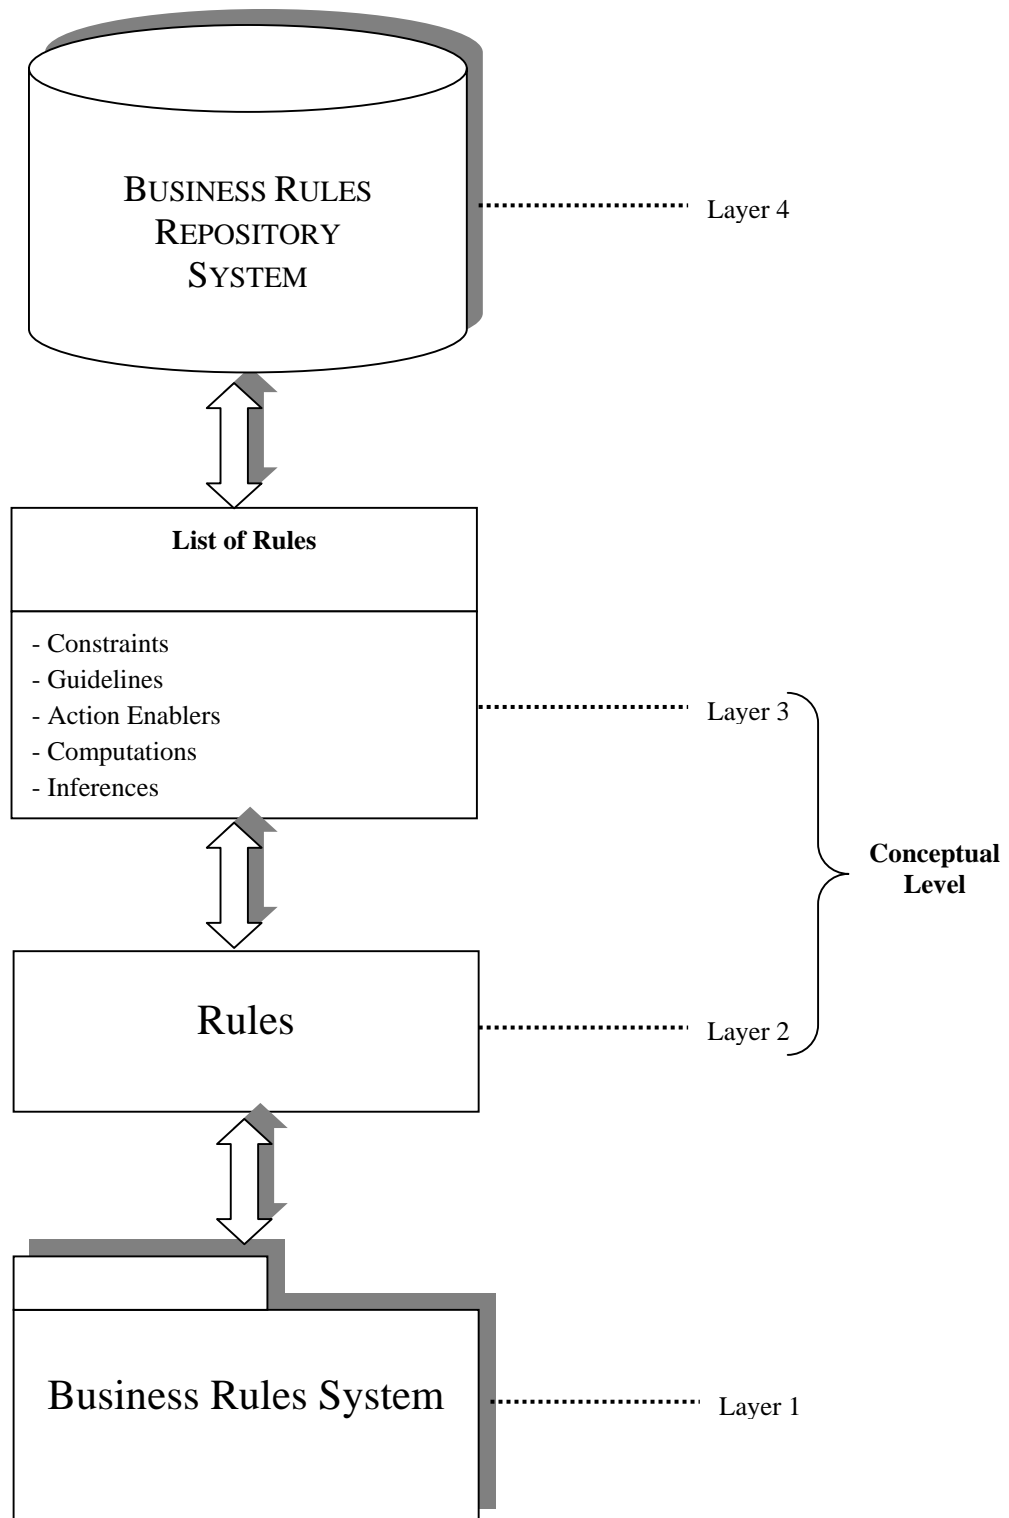 BUSINESS RULES
REPOSITORY
SYSTEM
Layer 4
List of Rules
- Constraints
- Guidelines
- Action Enablers
- Computations
- Inferences
Layer 3
Conceptual
Level
Rules
Layer 2
Business Rules System
Layer 1